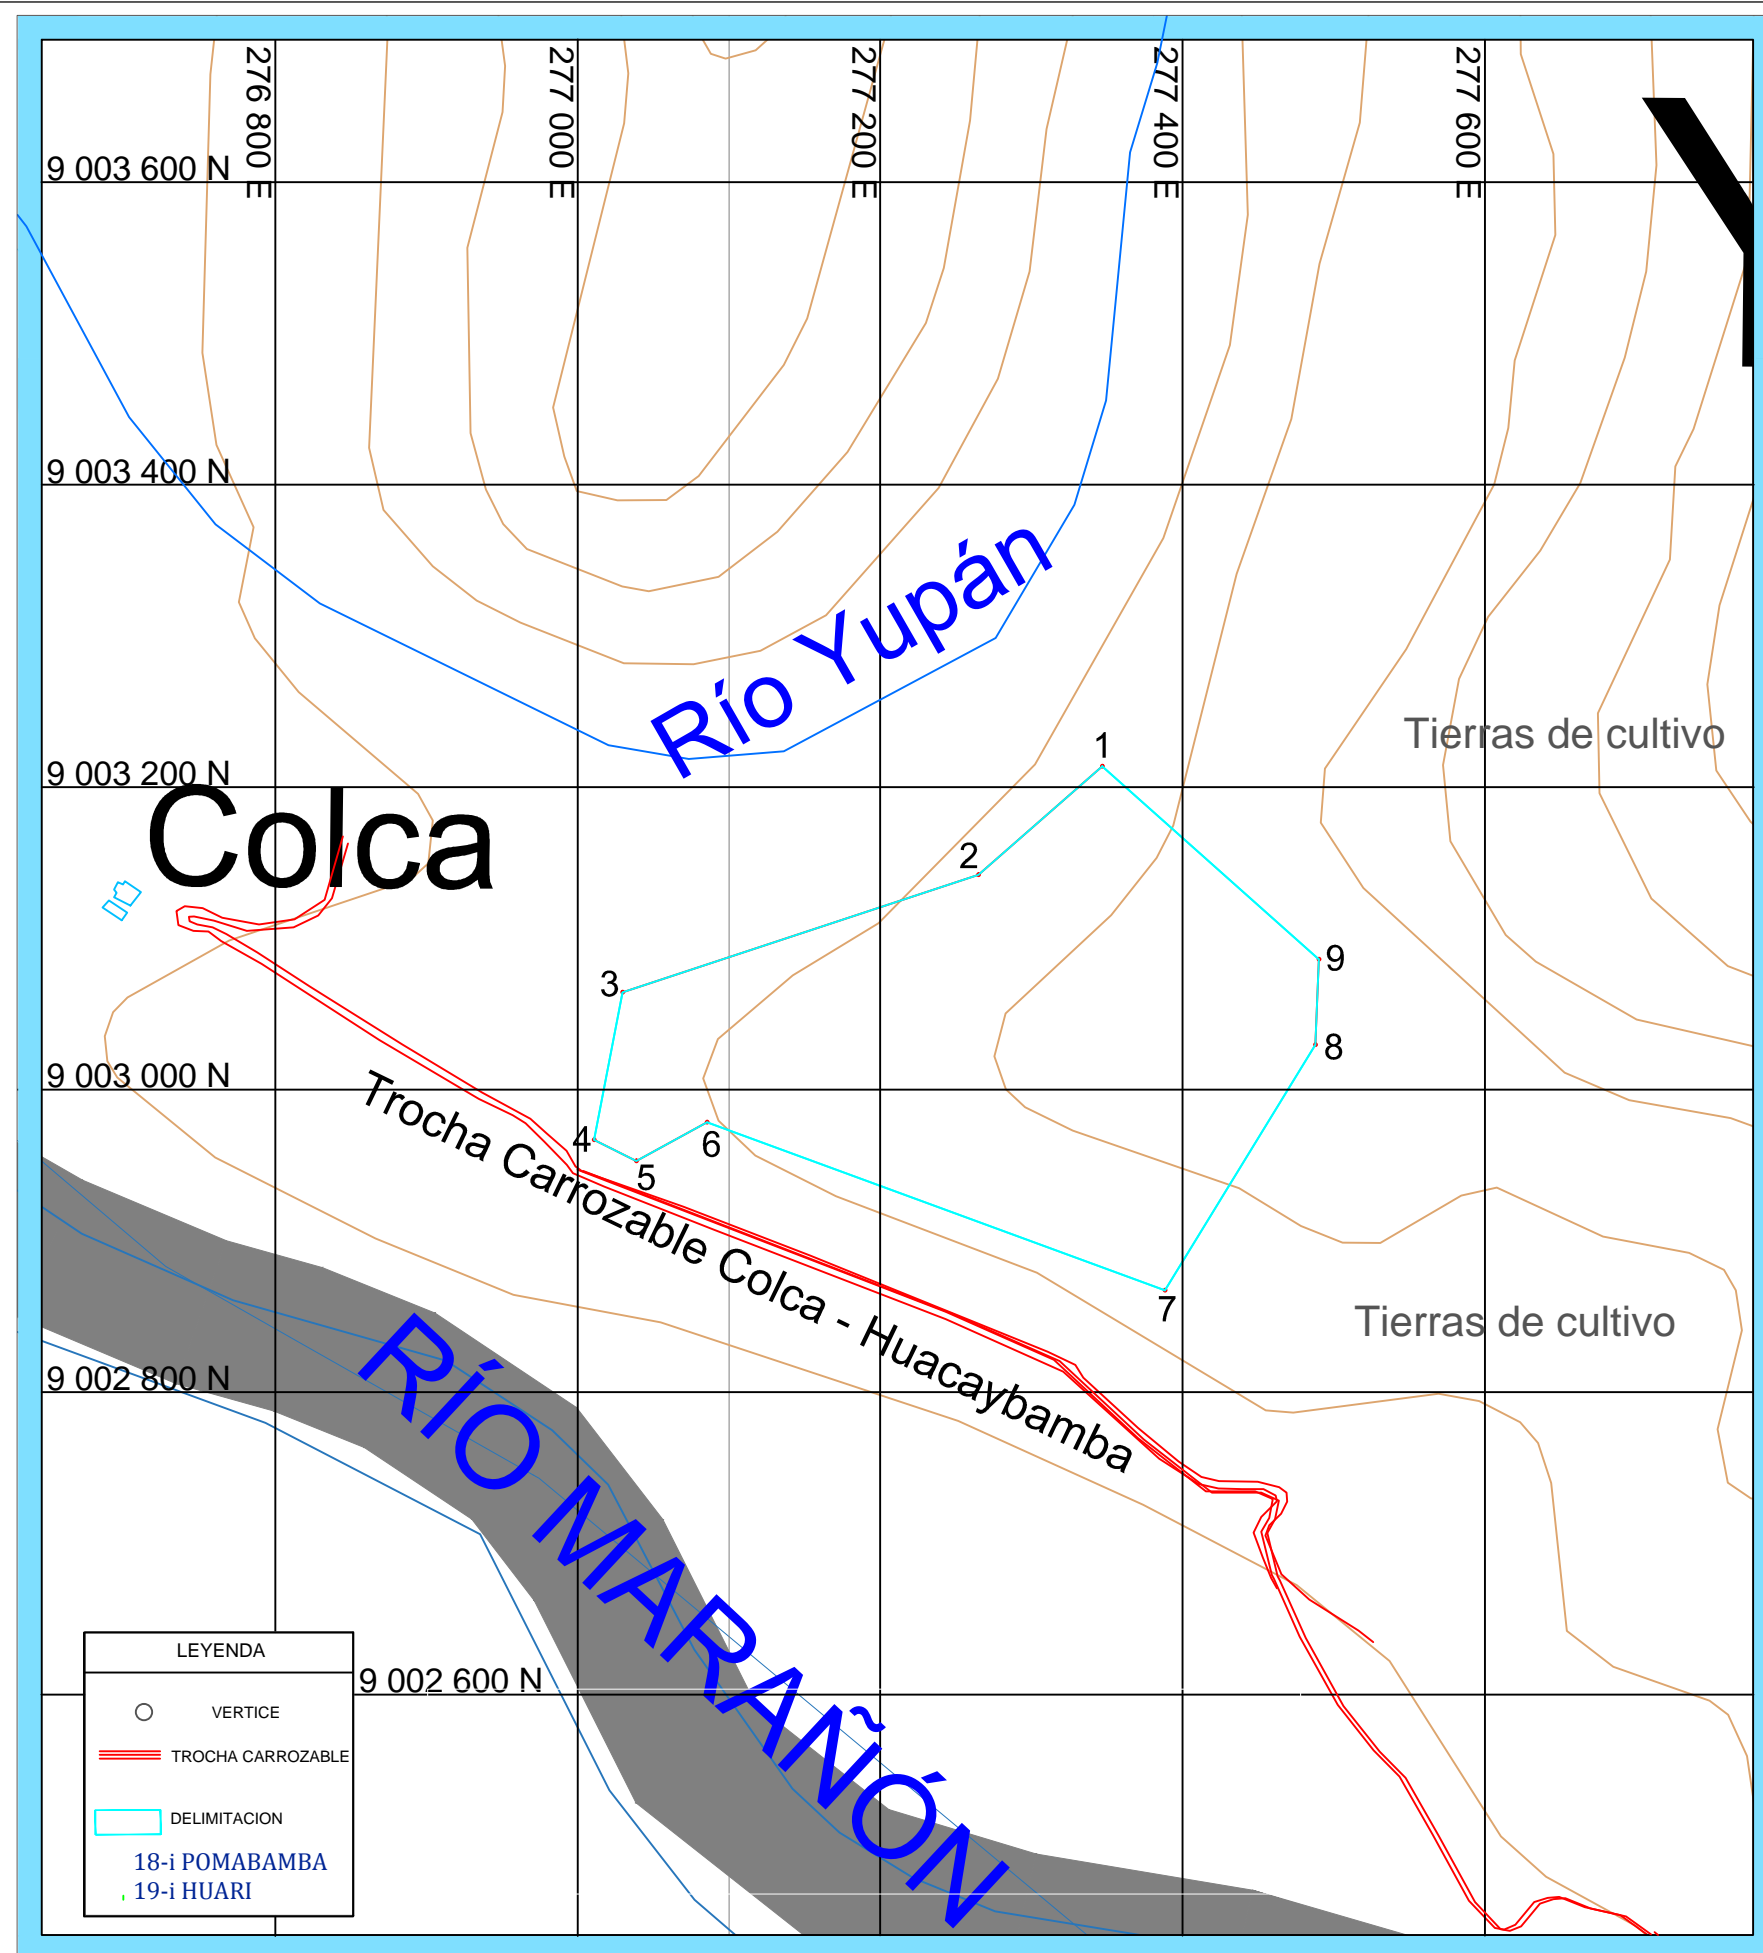 276 800 E
277 000 E
277 200 E
277 400 E
277 600 E
9 003 600 N
9 003 400 N
Río Yupán
Tierras de cultivo
1
9 003 200 N
Colca
2
9
3
8
9 003 000 N
Trocha Carrozable Colca - Huacaybamba
4
5
6
7
Tierras de cultivo
9 002 800 N
RÍO MARAÑÓN
9 002 600 N
LEYENDA
VERTICE
TROCHA CARROZABLE
DELIMITACION
18-i POMABAMBA
19-i HUARI